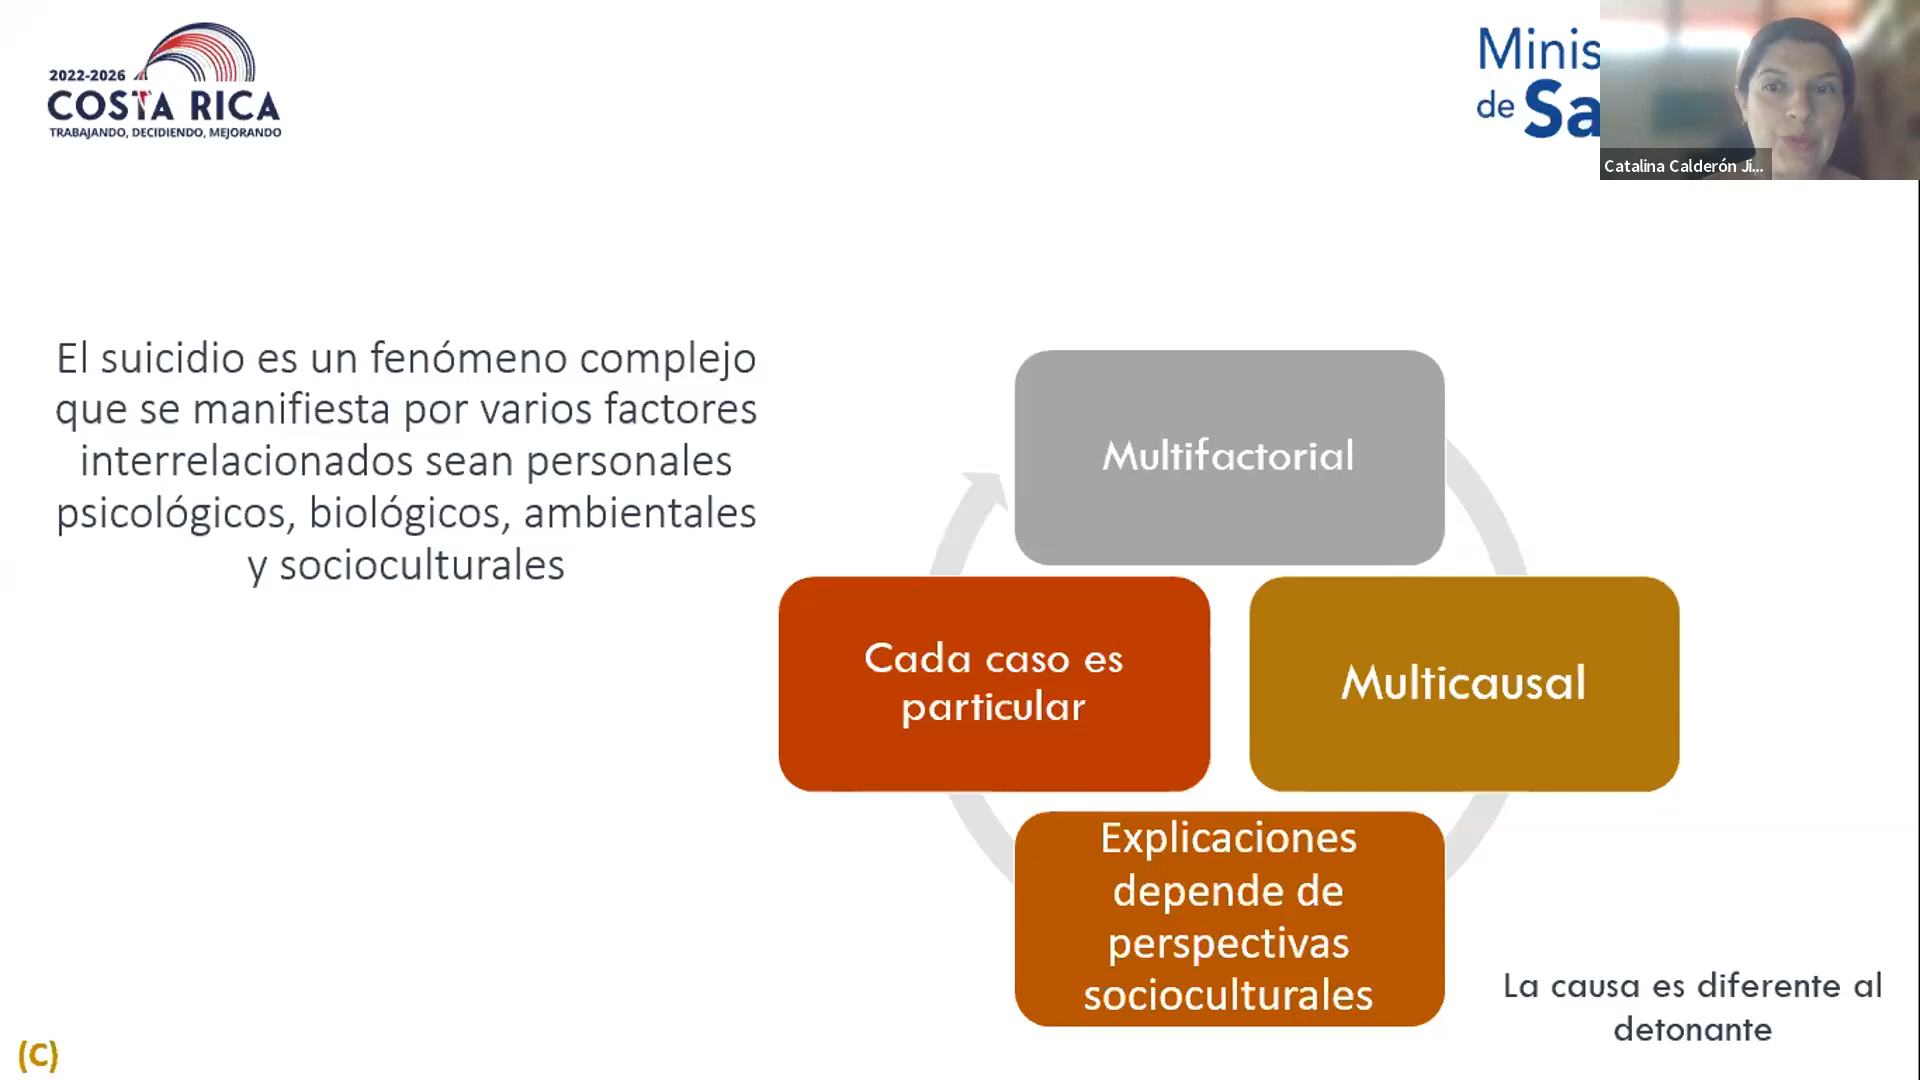 2022-2026
COSTA RICA
TRABAJANDO, DECIDIENDO, MEJORANDO
Minis
de Sa
Catalina Calderón Ji...
El suicidio es un fenómeno complejo
que se manifiesta por varios factores
interrelacionados sean personales
psicológicos, biológicos, ambientales
y socioculturales
Multifactorial
Cada caso es
particular
Multicausal
Explicaciones
depende de
perspectivas
socioculturales
La causa es diferente al
detonante
(C)